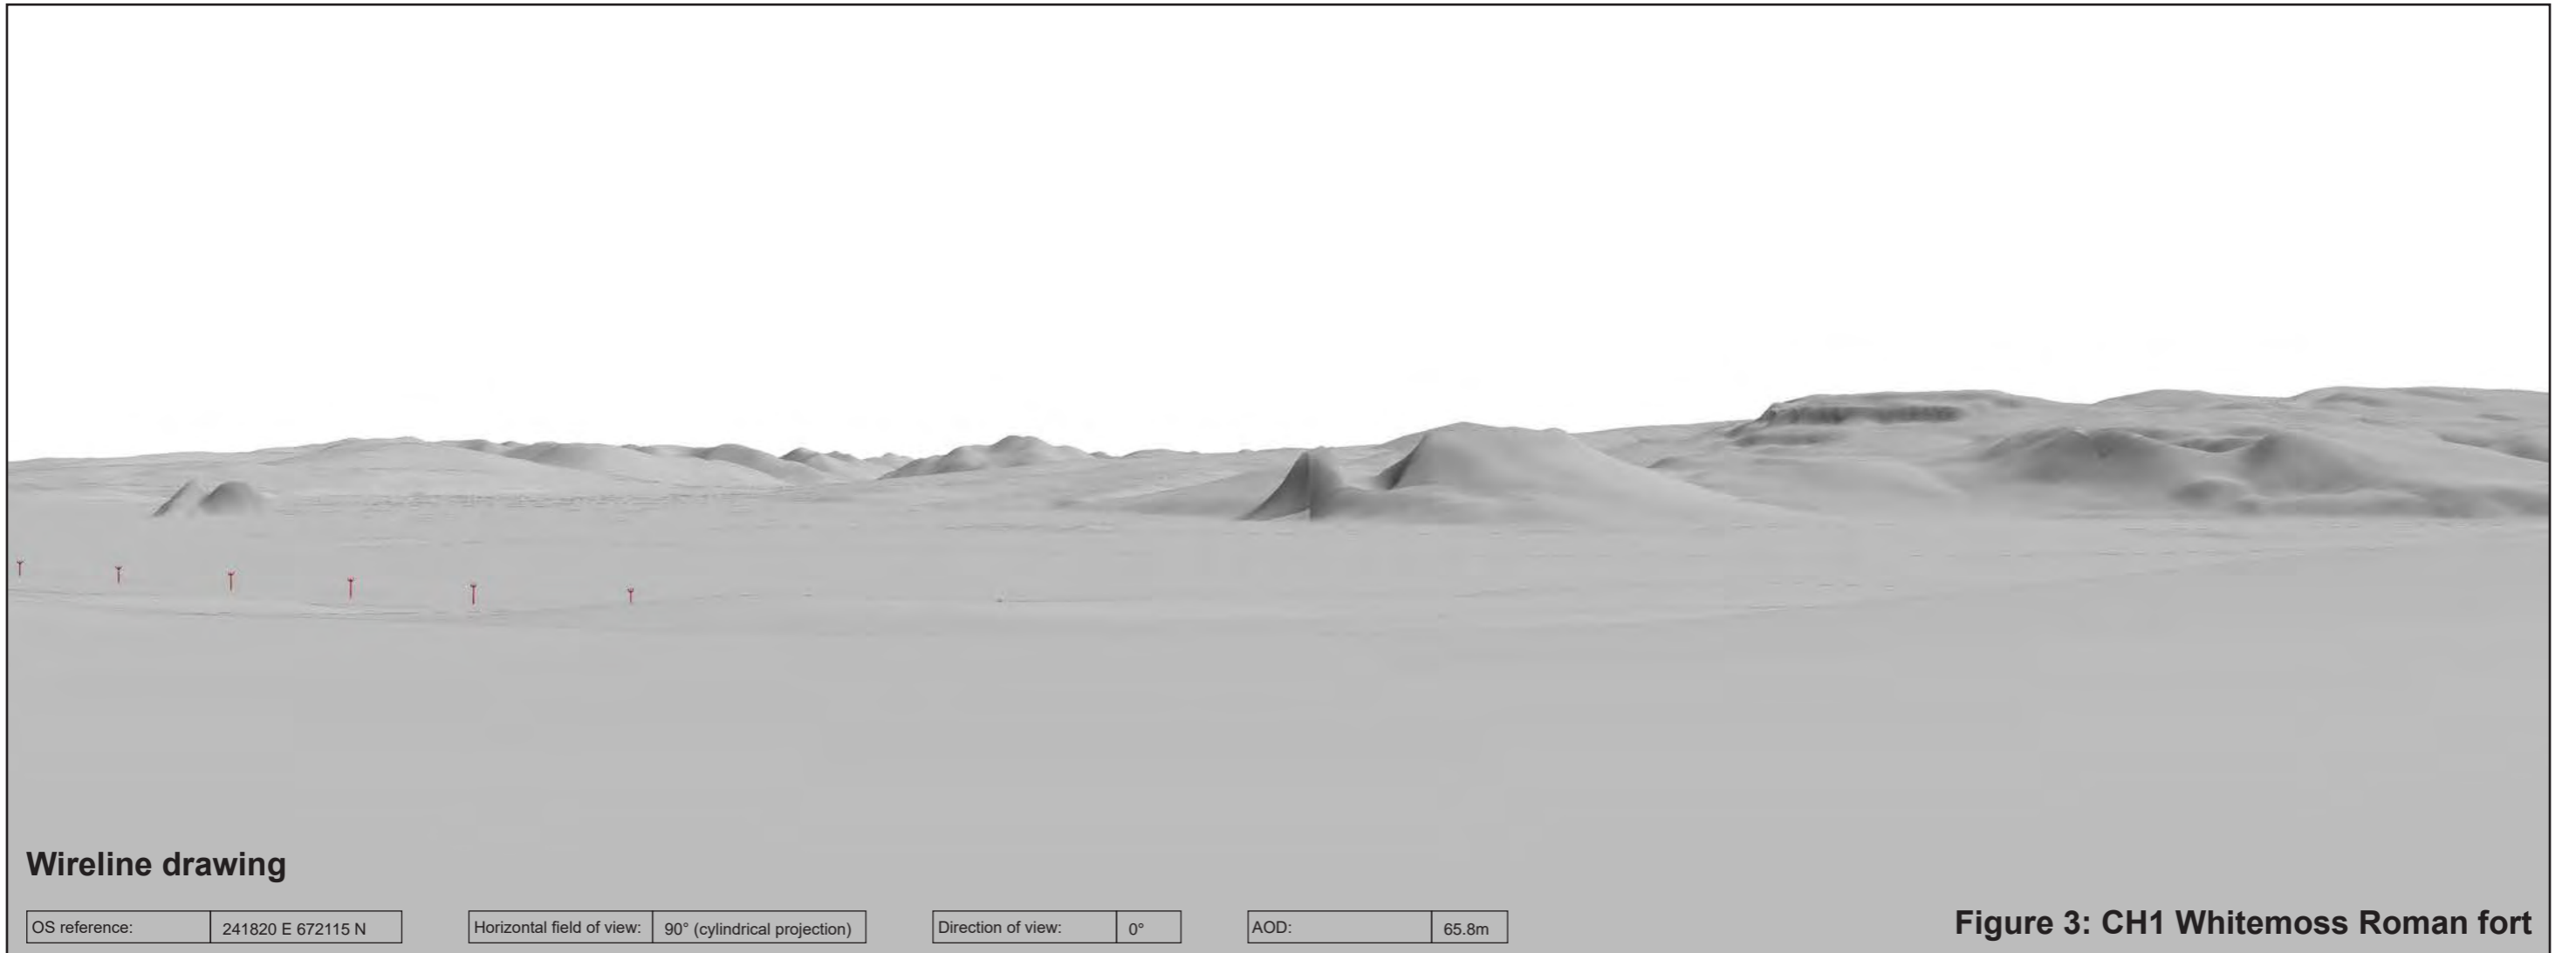 Wireline drawing
OS reference: 241820 E 672115 N Horizontal field of view: 90° (cylindrical projection) Direction of view: 0° AOD: 65.8m
Figure 3: CH1 Whitemoss Roman fort